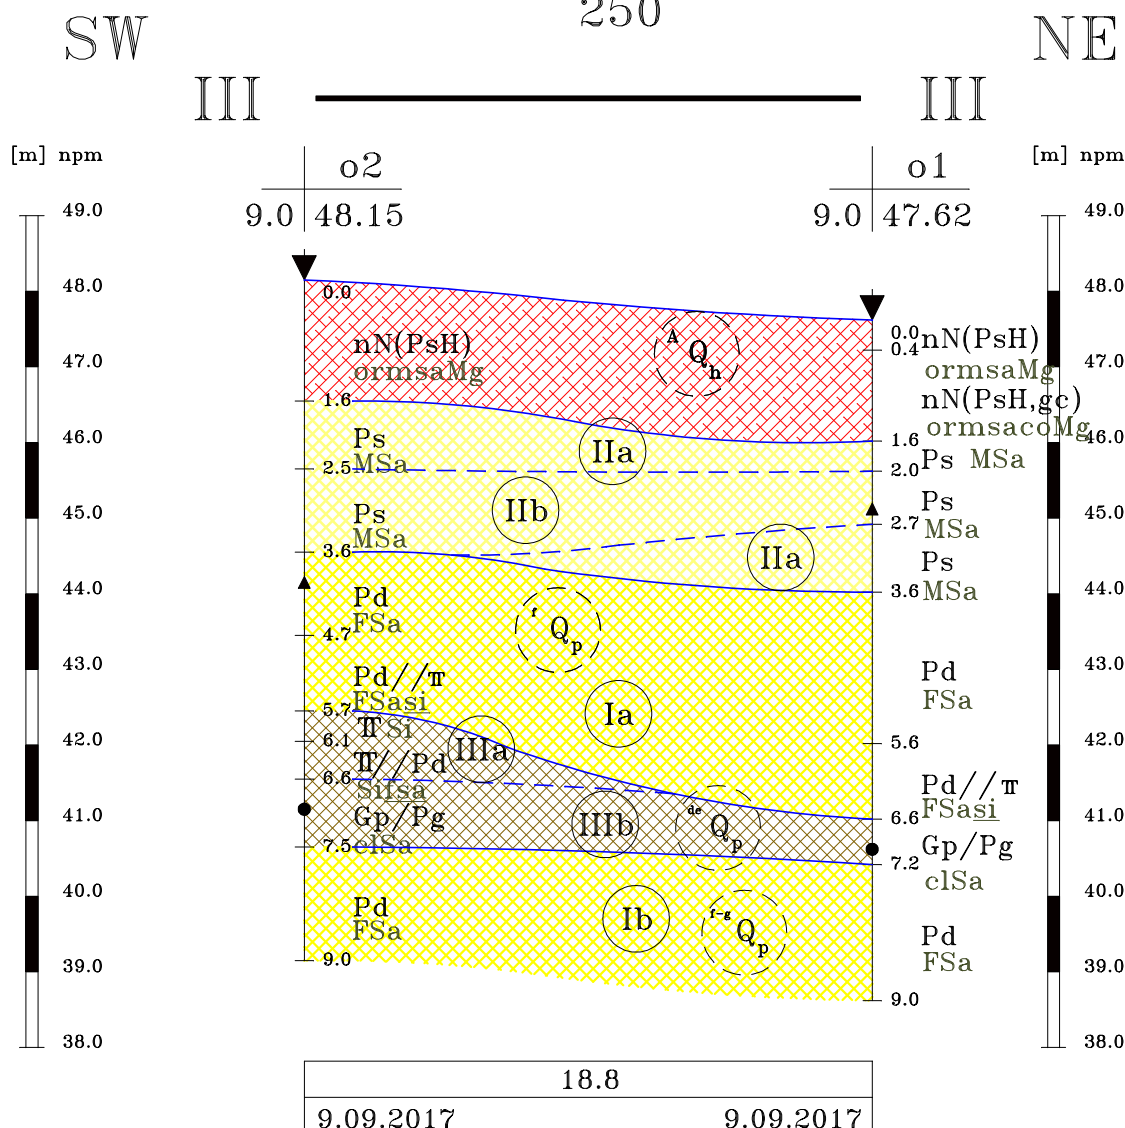 250
SW NE
III III
[m] npm [m] npm
o2 o1
9.0 48.15 9.0 47.62
49.0 49.0
48.0 48.0
47.0 47.0
46.0 46.0
45.0 45.0
44.0 44.0
43.0 43.0
42.0 42.0
41.0 41.0
40.0 40.0
39.0 39.0
38.0 38.0
0.0
nN(PsH)
ormsaMg
1.6
Ps
MSa
2.5
Ps
MSa
3.6
Pd
FSa
4.7
Pd//π
FSasi
5.7
π Si
6.1
π//Pd
Sifsa
6.6
Gp/Pg
clSa
7.5
Pd
FSa
9.0
A Q h
IIa
IIb
IIa
f Q p
Ia
IIIa
IIIb
de Q p
Ib
f-g Q p
0.0 nN(PsH)
0.4
ormsaMg
nN(PsH,gc)
ormsacoMg
1.6
Ps MSa
2.0
Ps
2.7 MSa
Ps
3.6 MSa
Pd
FSa
5.6
Pd//π
FSasi
6.6
Gp/Pg
7.2
clSa
Pd
FSa
9.0
18.8
9.09.2017 9.09.2017